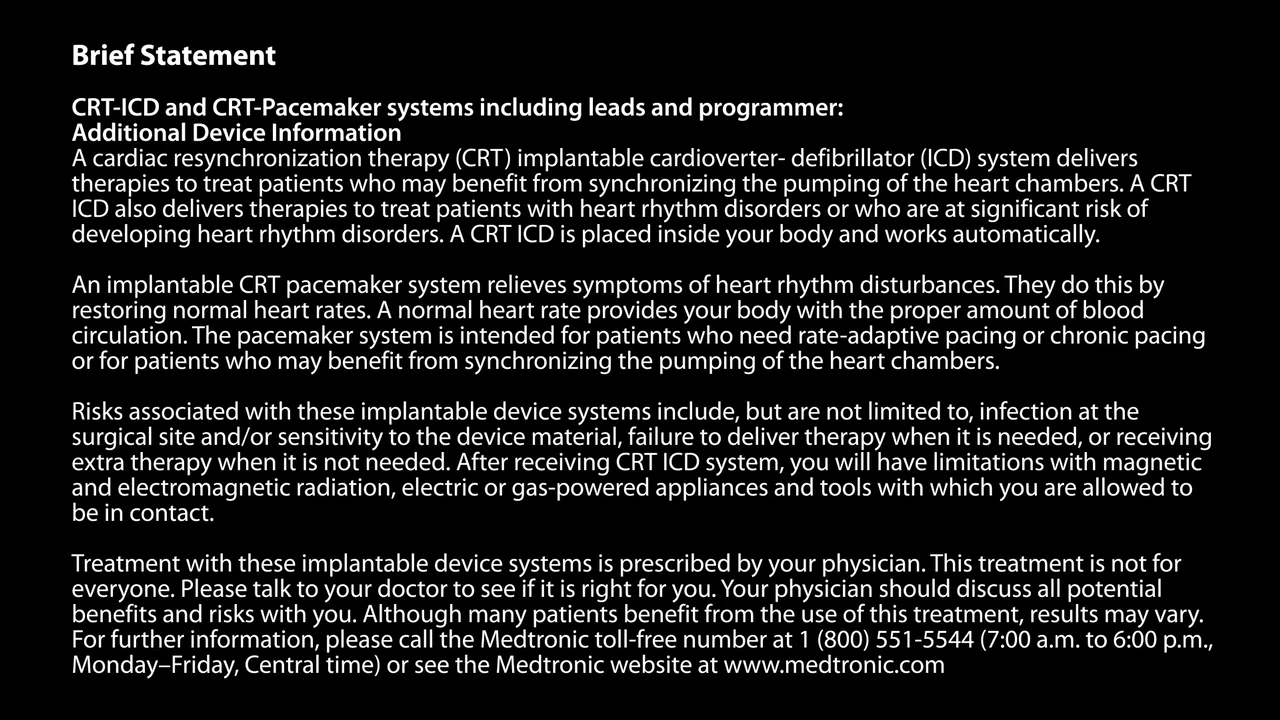 Brief Statement
CRT-ICD and CRT-Pacemaker systems including leads and programmer:
Additional Device Information
A cardiac resynchronization therapy (CRT) implantable cardioverter- defibrillator (ICD) system delivers
therapies to treat patients who may benefit from synchronizing the pumping of the heart chambers. A CRT
ICD also delivers therapies to treat patients with heart rhythm disorders or who are at significant risk of
developing heart rhythm disorders. A CRT ICD is placed inside your body and works automatically.
An implantable CRT pacemaker system relieves symptoms of heart rhythm disturbances. They do this by
restoring normal heart rates. A normal heart rate provides your body with the proper amount of blood
circulation. The pacemaker system is intended for patients who need rate-adaptive pacing or chronic pacing
or for patients who may benefit from synchronizing the pumping of the heart chambers.
Risks associated with these implantable device systems include, but are not limited to, infection at the
surgical site and/or sensitivity to the device material, failure to deliver therapy when it is needed, or receiving
extra therapy when it is not needed. After receiving CRT ICD system, you will have limitations with magnetic
and electromagnetic radiation, electric or gas-powered appliances and tools with which you are allowed to
be in contact.
Treatment with these implantable device systems is prescribed by your physician. This treatment is not for
everyone. Please talk to your doctor to see if it is right for you. Your physician should discuss all potential
benefits and risks with you. Although many patients benefit from the use of this treatment, results may vary.
For further information, please call the Medtronic toll-free number at 1 (800) 551-5544 (7:00 a.m. to 6:00 p.m.,
Monday–Friday, Central time) or see the Medtronic website at www.medtronic.com